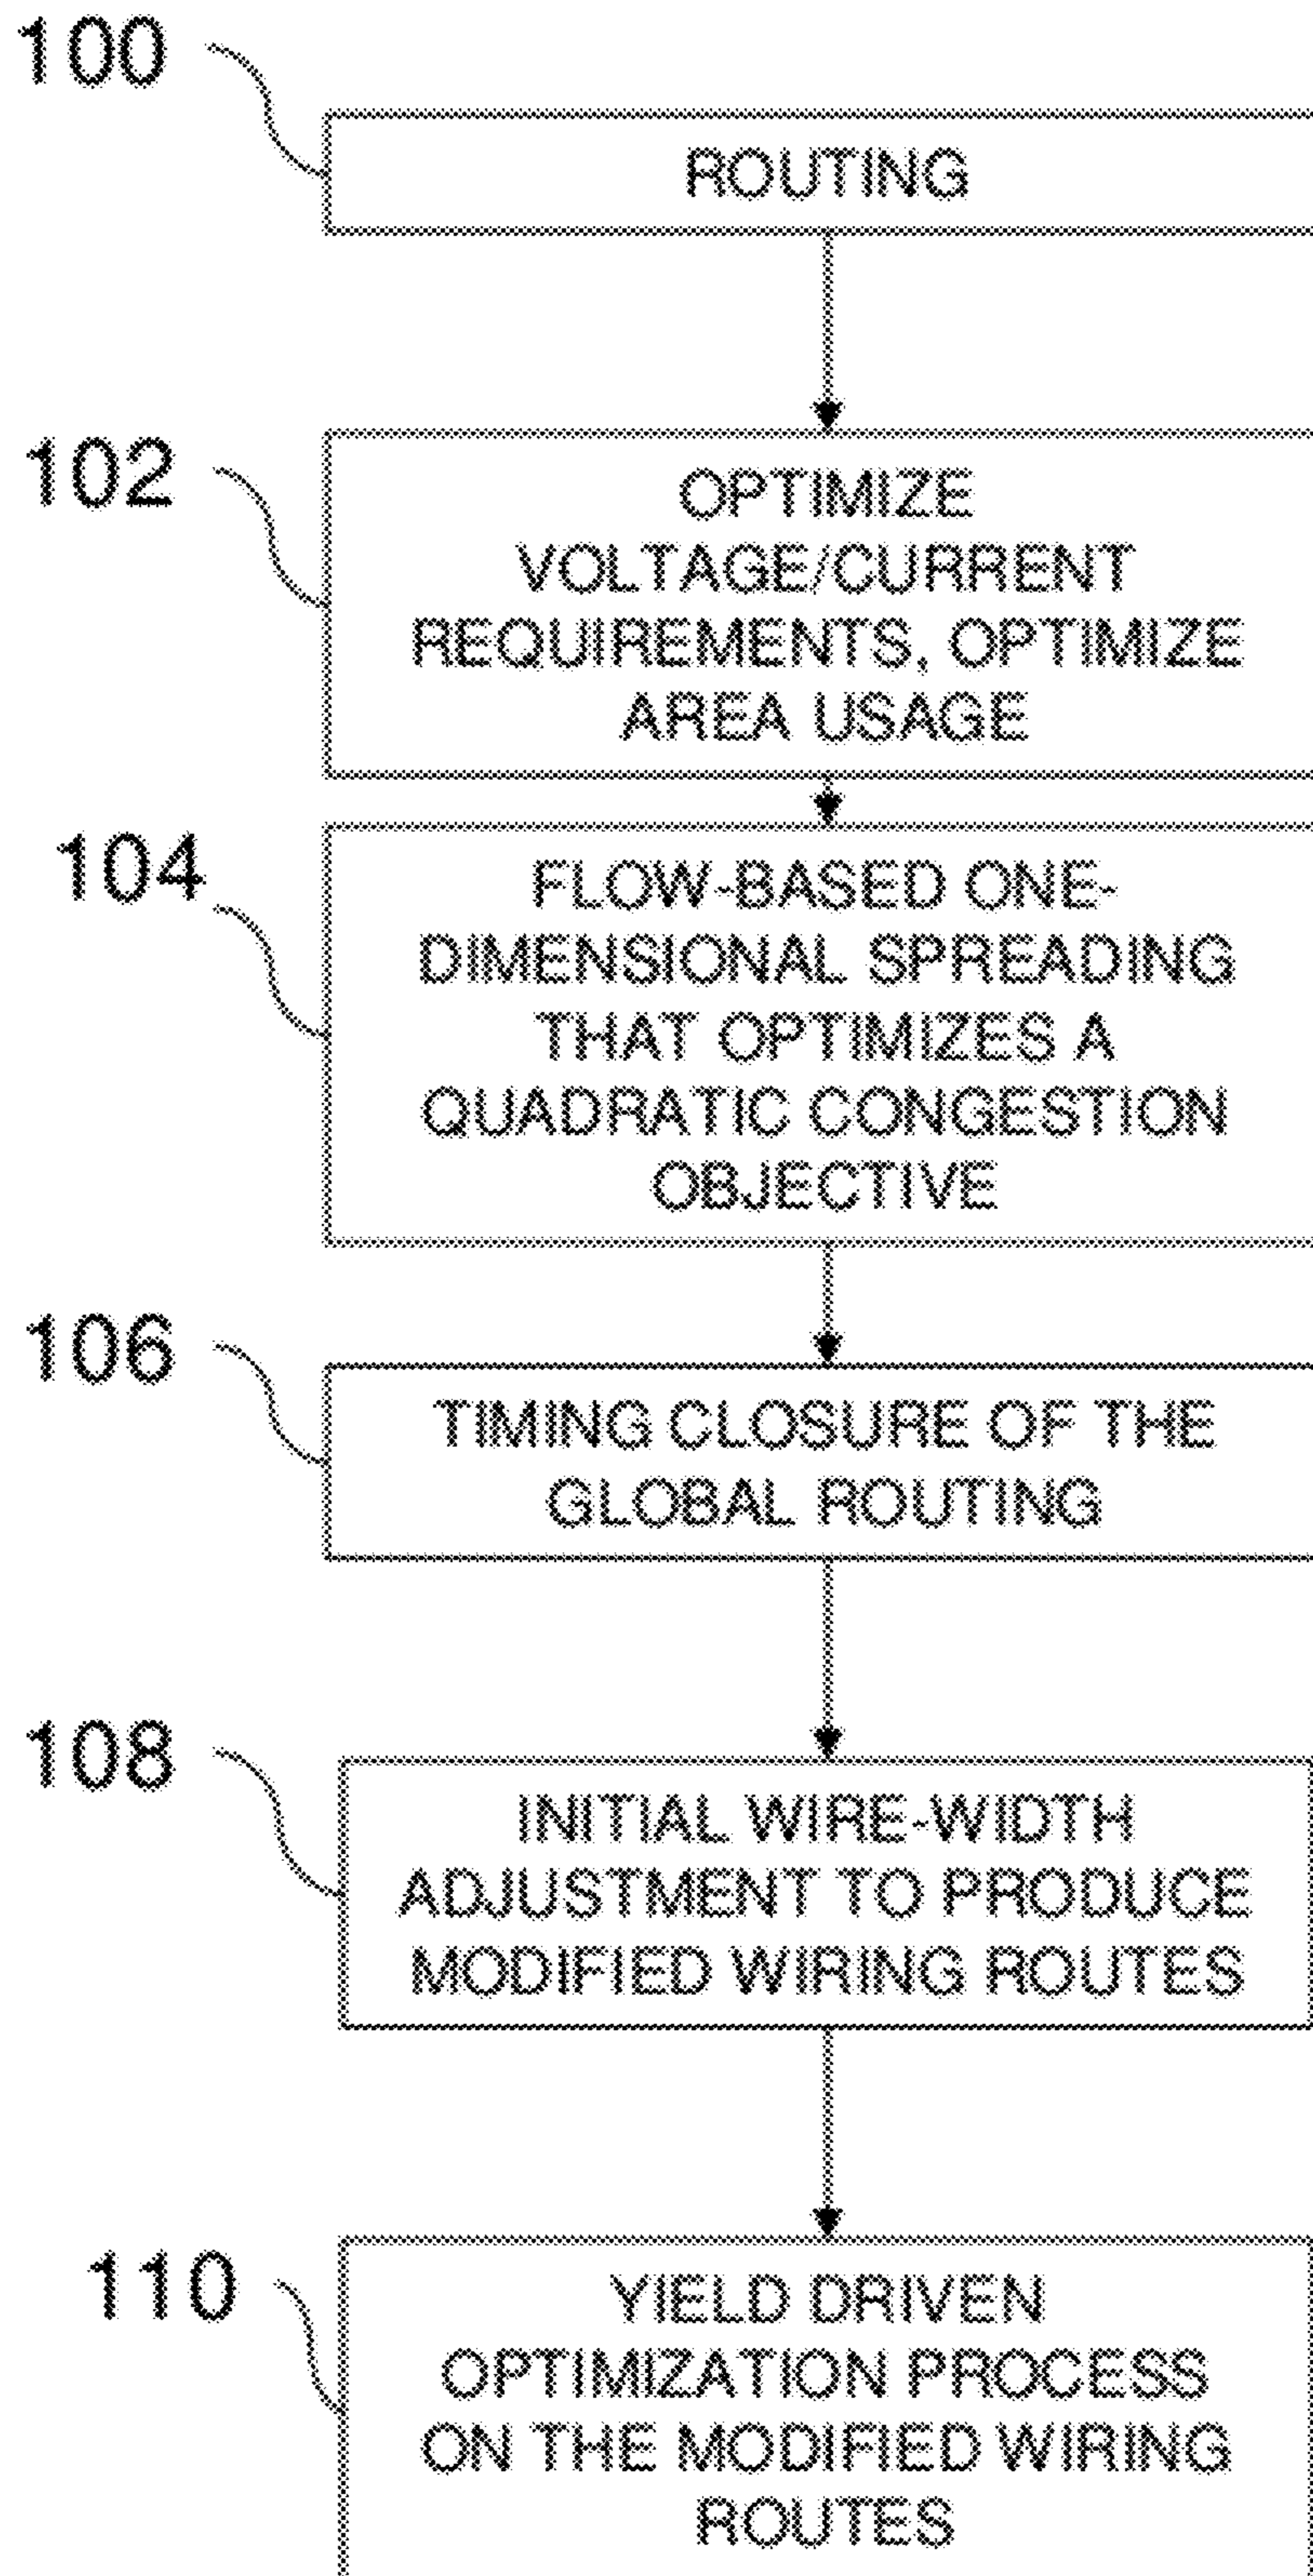 100
ROUTING
102
OPTIMIZE
VOLTAGE/CURRENT
REQUIREMENTS, OPTIMIZE
AREA USAGE
104
FLOW-BASED ONE-
DIMENSIONAL SPREADING
THAT OPTIMIZES A
QUADRATIC CONGESTION
OBJECTIVE
106
TIMING CLOSURE OF THE
GLOBAL ROUTING
108
INITIAL WIRE-WIDTH
ADJUSTMENT TO PRODUCE
MODIFIED WIRING ROUTES
110
YIELD DRIVEN
OPTIMIZATION PROCESS
ON THE MODIFIED WIRING
ROUTES